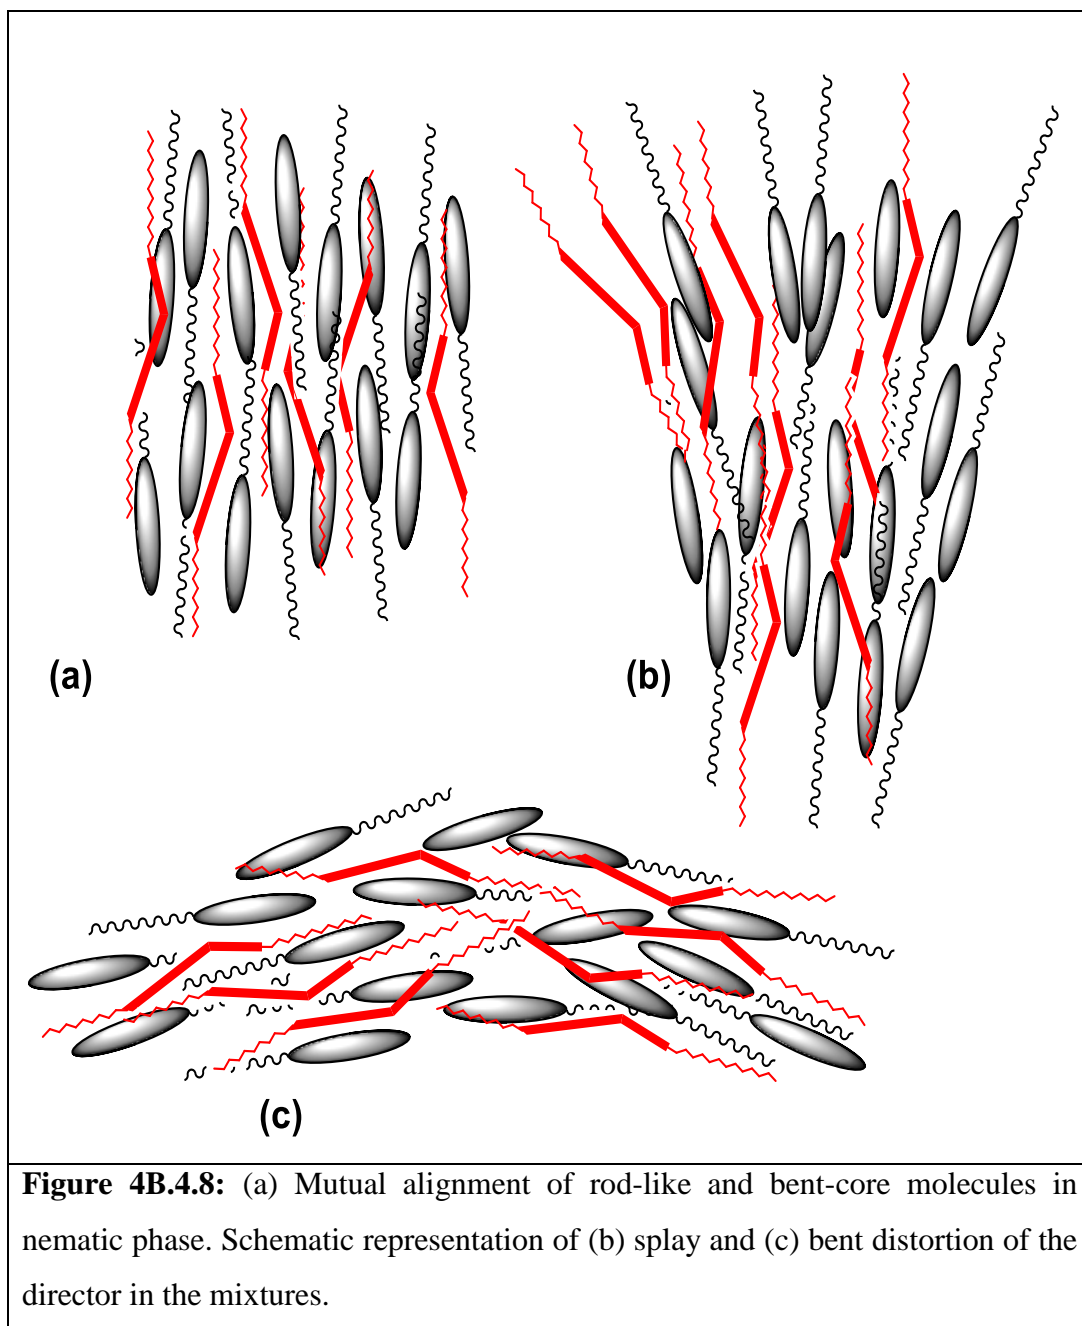 (a)
(b)
(c)
Figure 4B.4.8: (a) Mutual alignment of rod-like and bent-core molecules in
nematic phase. Schematic representation of (b) splay and (c) bent distortion of the
director in the mixtures.